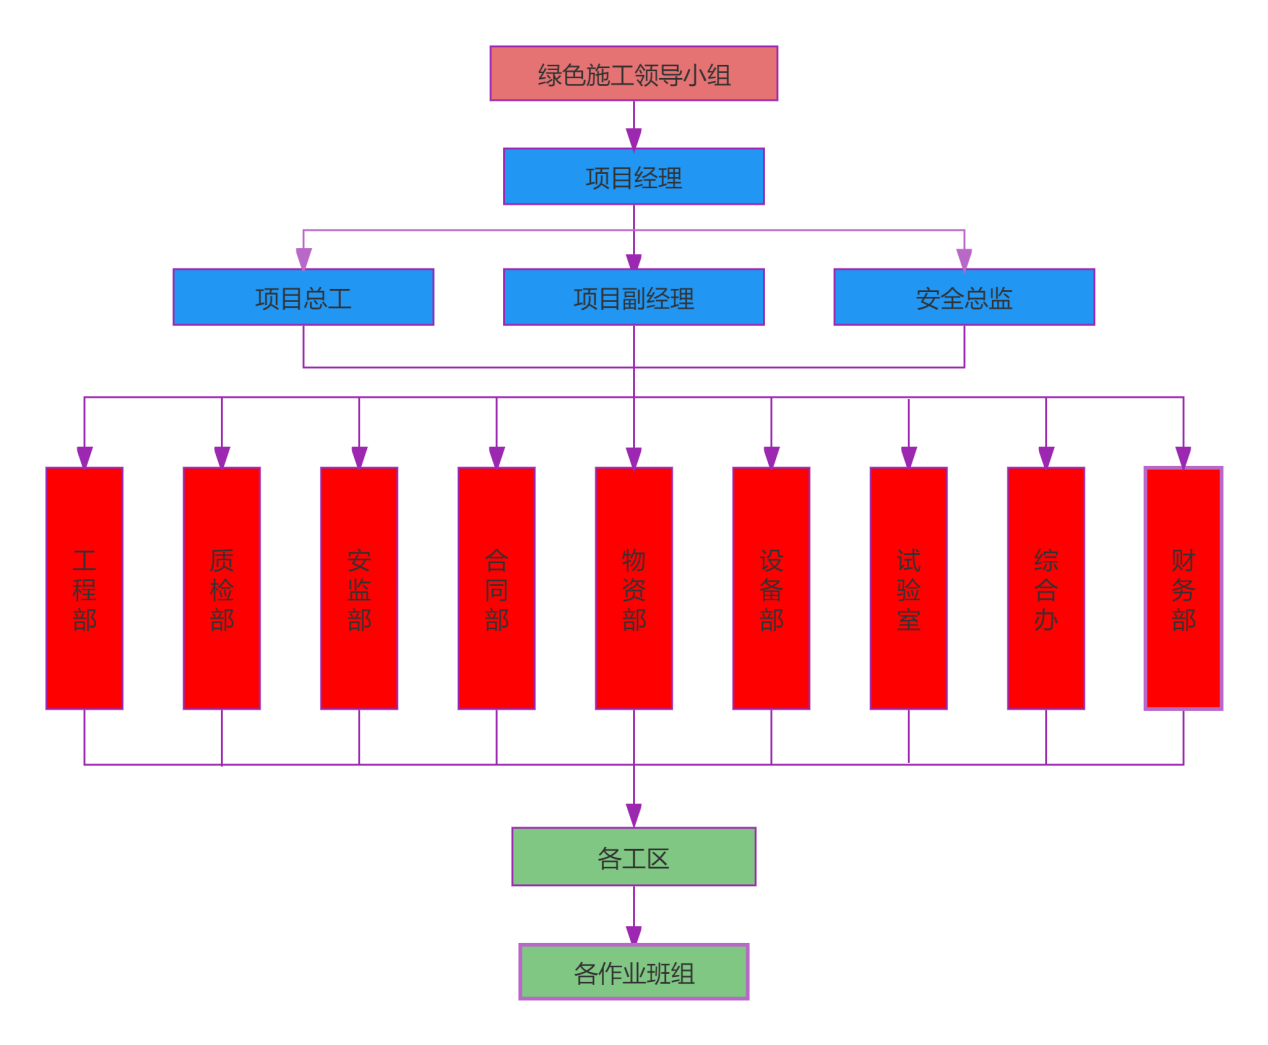 绿色施工领导小组
项目经理
项目总工
项目副经理
安全总监
工
程
部
质
检
部
安
监
部
合
同
部
物
资
部
设
备
部
试
验
室
综
合
办
财
务
部
各工区
各作业班组